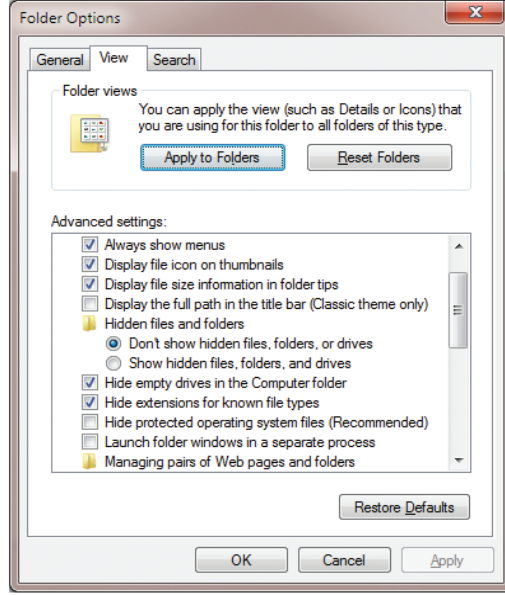 Folder Options
General View Search
Folder views
You can apply the view (such as Details or Icons) that
you are using for this folder to all folders of this type.
Apply to Folders Reset Folders
Advanced settings:
Always show menus
Display file icon on thumbnails
Display file size information in folder tips
Display the full path in the title bar (Classic theme only)
Hidden files and folders
Don't show hidden files, folders, or drives
Show hidden files, folders, and drives
Hide empty drives in the Computer folder
Hide extensions for known file types
Hide protected operating system files (Recommended)
Launch folder windows in a separate process
Managing pairs of Web pages and folders
Restore Defaults
OK Cancel Apply